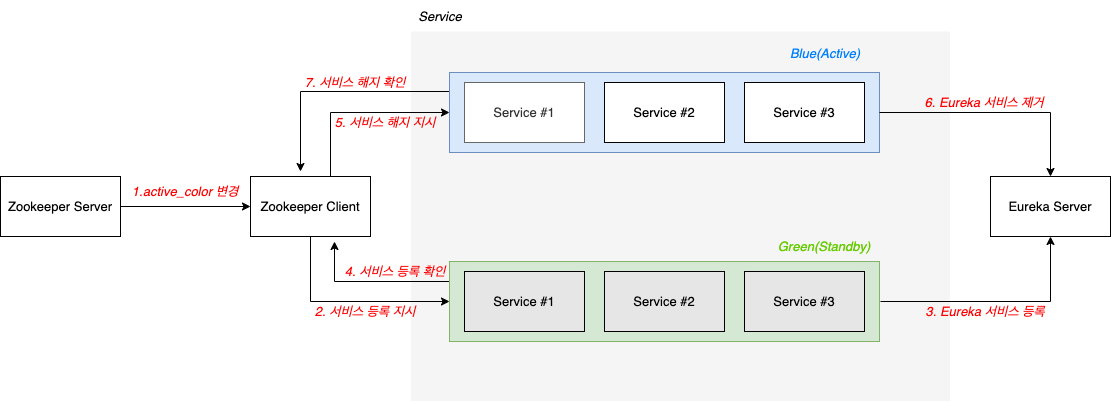 Service
Blue(Active)
7. 서비스 해지 확인
5. 서비스 해지 지시
Service #1
Service #2
Service #3
6. Eureka 서비스 제거
1.active_color 변경
Zookeeper Server
Zookeeper Client
Eureka Server
Green(Standby)
4. 서비스 등록 확인
2. 서비스 등록 지시
Service #1
Service #2
Service #3
3. Eureka 서비스 등록